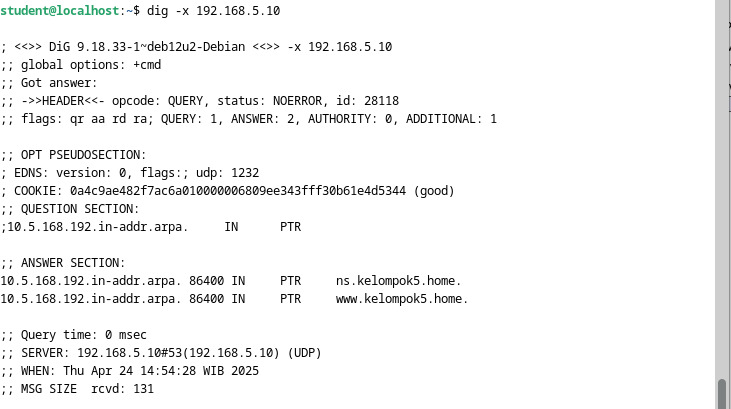 student@localhost:~$ dig -x 192.168.5.10
; <<>> DiG 9.18.33-1~deb12u2-Debian <<>> -x 192.168.5.10
;; global options: +cmd
;; Got answer:
;; ->>HEADER<<- opcode: QUERY, status: NOERROR, id: 28118
;; flags: qr aa rd ra; QUERY: 1, ANSWER: 2, AUTHORITY: 0, ADDITIONAL: 1
;; OPT PSEUDOSECTION:
; EDNS: version: 0, flags:; udp: 1232
; COOKIE: 0a4c9ae482f7ac6a010000006809ee343fff30b61e4d5344 (good)
;; QUESTION SECTION:
;10.5.168.192.in-addr.arpa. IN PTR
;; ANSWER SECTION:
10.5.168.192.in-addr.arpa. 86400 IN PTR ns.kelompok5.home.
10.5.168.192.in-addr.arpa. 86400 IN PTR www.kelompok5.home.
;; Query time: 0 msec
;; SERVER: 192.168.5.10#53(192.168.5.10) (UDP)
;; WHEN: Thu Apr 24 14:54:28 WIB 2025
;; MSG SIZE rcvd: 131